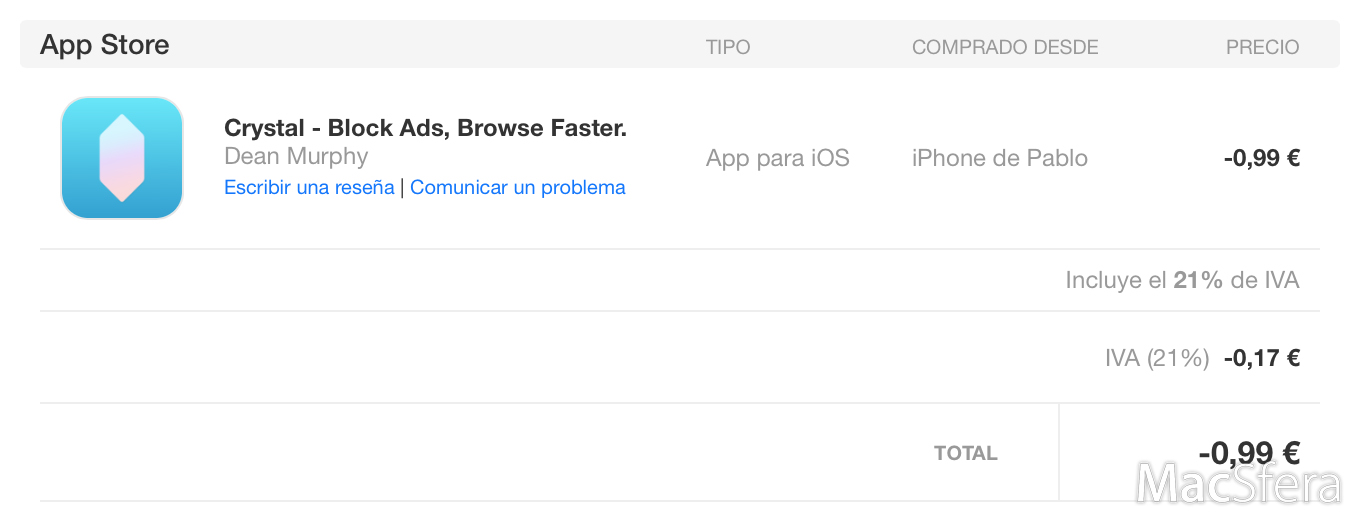 App Store TIPO COMPRADO DESDE PRECIO
Crystal - Block Ads, Browse Faster.
Dean Murphy
App para iOS iPhone de Pablo -0,99 €
Escribir una reseña | Comunicar un problema
Incluye el 21% de IVA
IVA (21%) -0,17 €
TOTAL -0,99 €
MacSfera